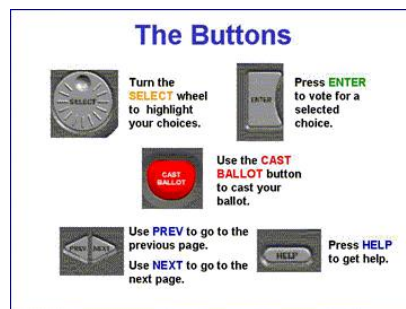 The Buttons
SELECT
Turn the
SELECT wheel
to highlight
your choices.
ENTER
Press ENTER
to vote for a
selected
choice.
CAST
BALLOT
Use the CAST
BALLOT button
to cast your
ballot.
PREV NEXT
Use PREV to go to the
previous page.
Use NEXT to go to the
next page.
HELP
Press HELP
to get help.